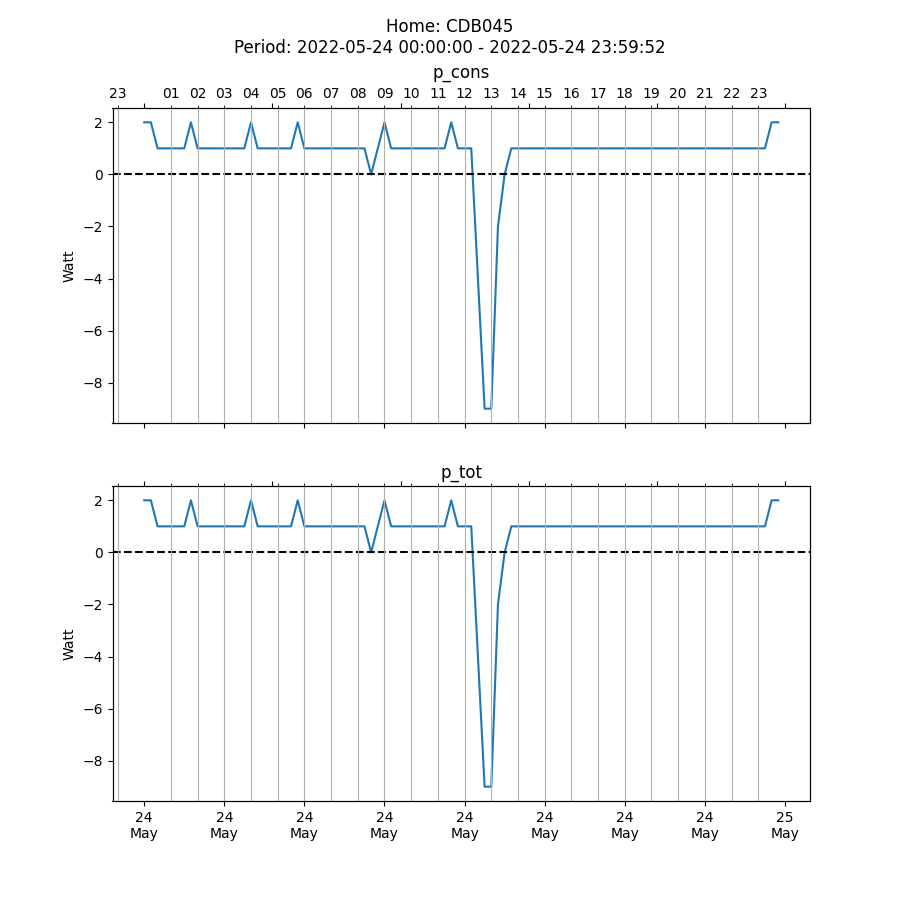 Home: CDB045
Period: 2022-05-24 00:00:00 - 2022-05-24 23:59:52
p_cons
23 01 02 03 04 05 06 07 08 09 10 11 12 13 14 15 16 17 18 19 20 21 22 23
2
0
−2
−4
−6
−8
Watt
p_tot
2
0
−2
−4
−6
−8
Watt
24 24 24 24 24 24 24 24 25
May May May May May May May May May